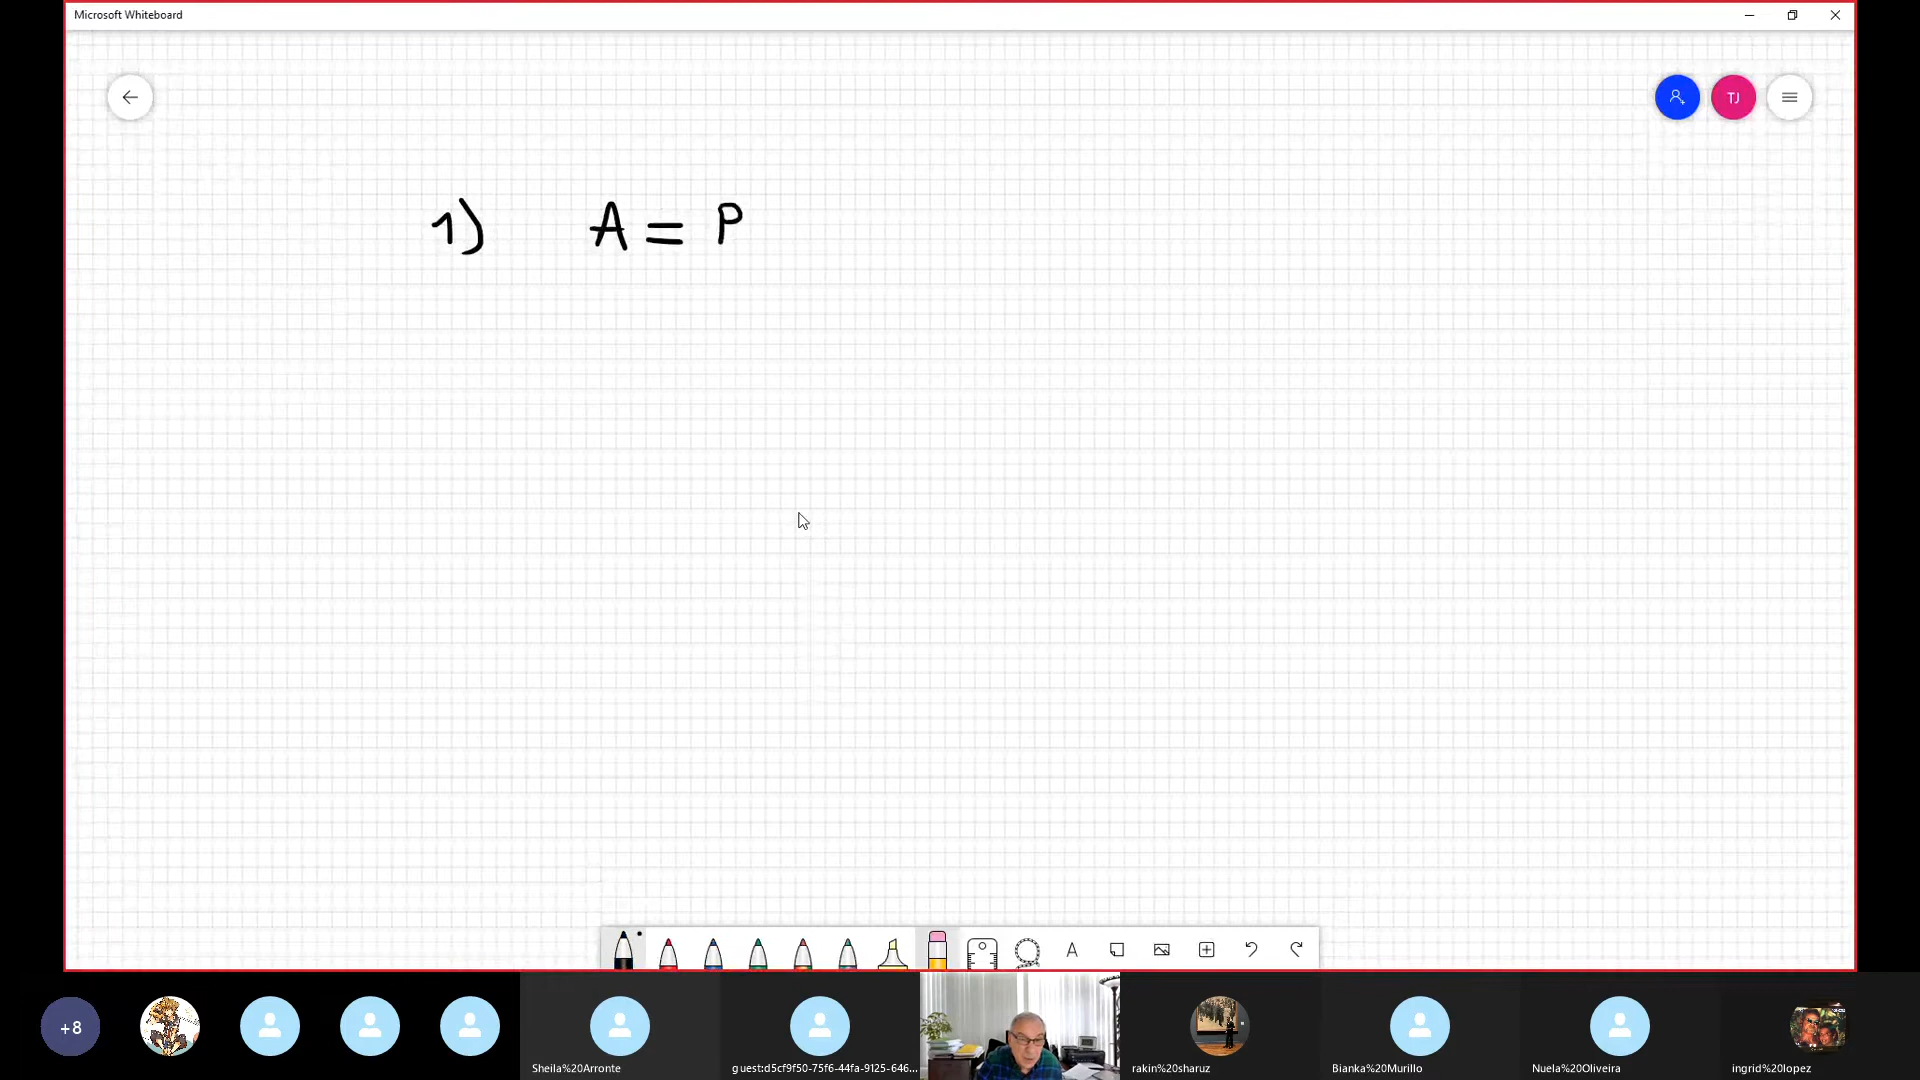 Microsoft Whiteboard
TJ
1) A = P
A
+8
Sheila%20Arronte
guest:d5cf9f50-75f6-44fa-9125-646...
rakin%20sharuz
Bianka%20Murillo
Nuela%20Oliveira
ingrid%20lopez